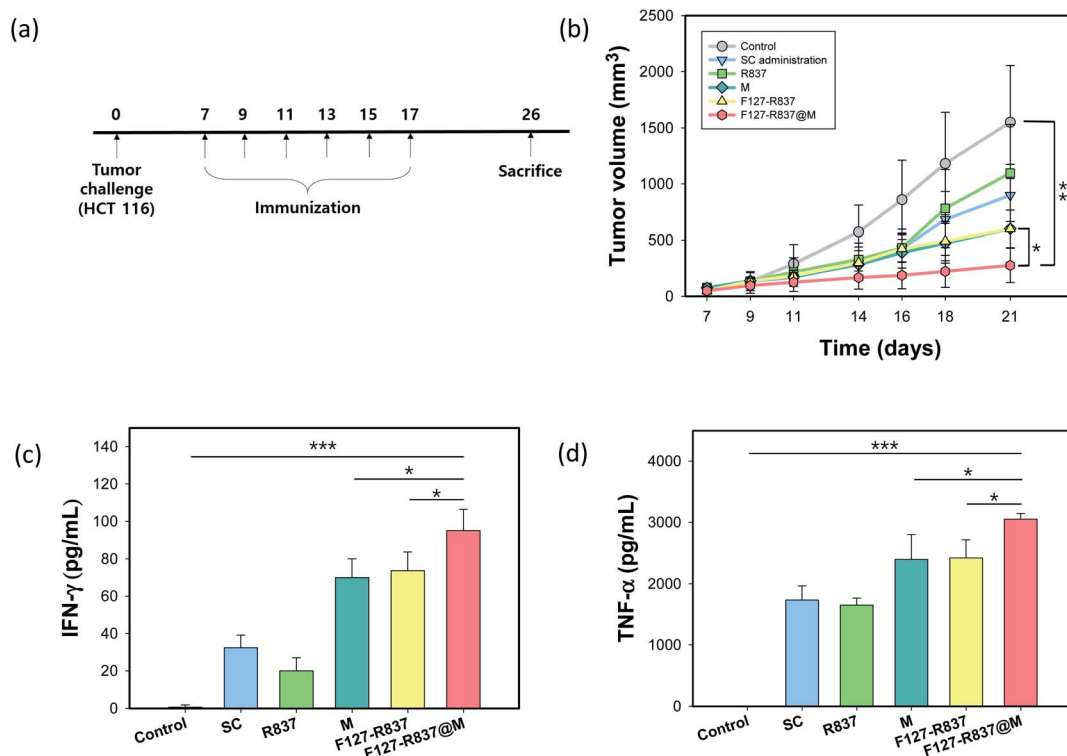 (a)
0 7 9 11 13 15 17 26
Tumor
challenge
(HCT 116)
Immunization
Sacrifice
(b)
Tumor volume (mm³)
2500
2000
1500
1000
500
0
Control
SC administration
R837
M
F127-R837
F127-R837@M
**
*
7 9 11 14 16 18 21
Time (days)
(c)
IFN-γ (pg/mL)
140
120
100
80
60
40
20
0
***
*
*
Control SC R837 M F127-R837 F127-R837@M
(d)
TNF-α (pg/mL)
4000
3000
2000
1000
0
***
*
*
Control SC R837 M F127-R837 F127-R837@M